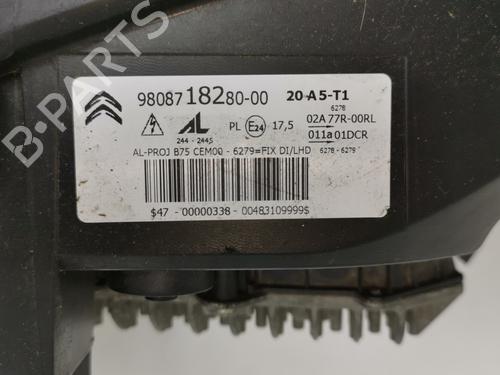 B-PARTS
9808718280-00 20 A5-T1
6278
02A77R-00RL
AL 244 - 2445 PL E24 17,5
011a01DCR
AL-PROJ B75 CEM00 - 6279=FIX DI/LHD 6278 - 6279
$47 - 00000338 - 00483109999$